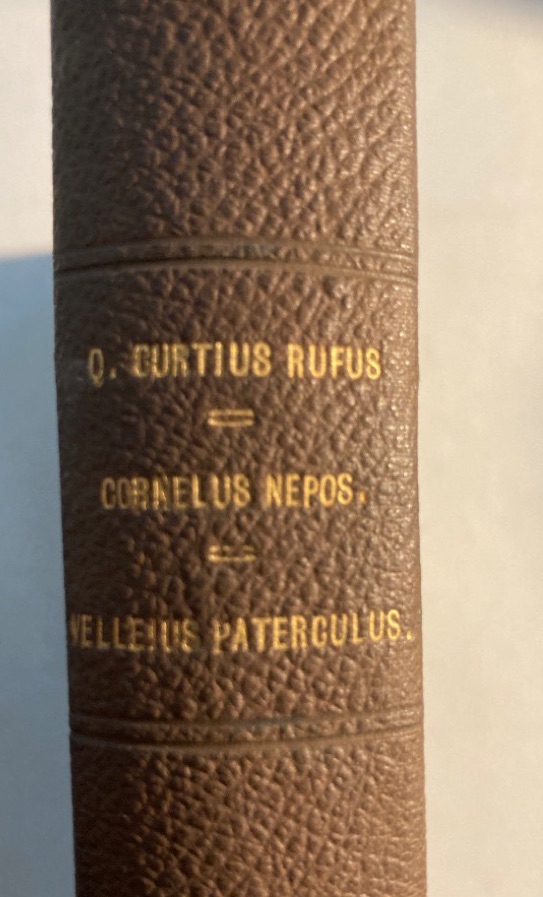 Q. CURTIUS RUFUS
CORNELUS NEPOS.
VELLEIUS PATERCULUS.